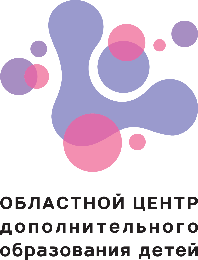 ОБЛАСТНОЙ ЦЕНТР
дополнительного
образования детей